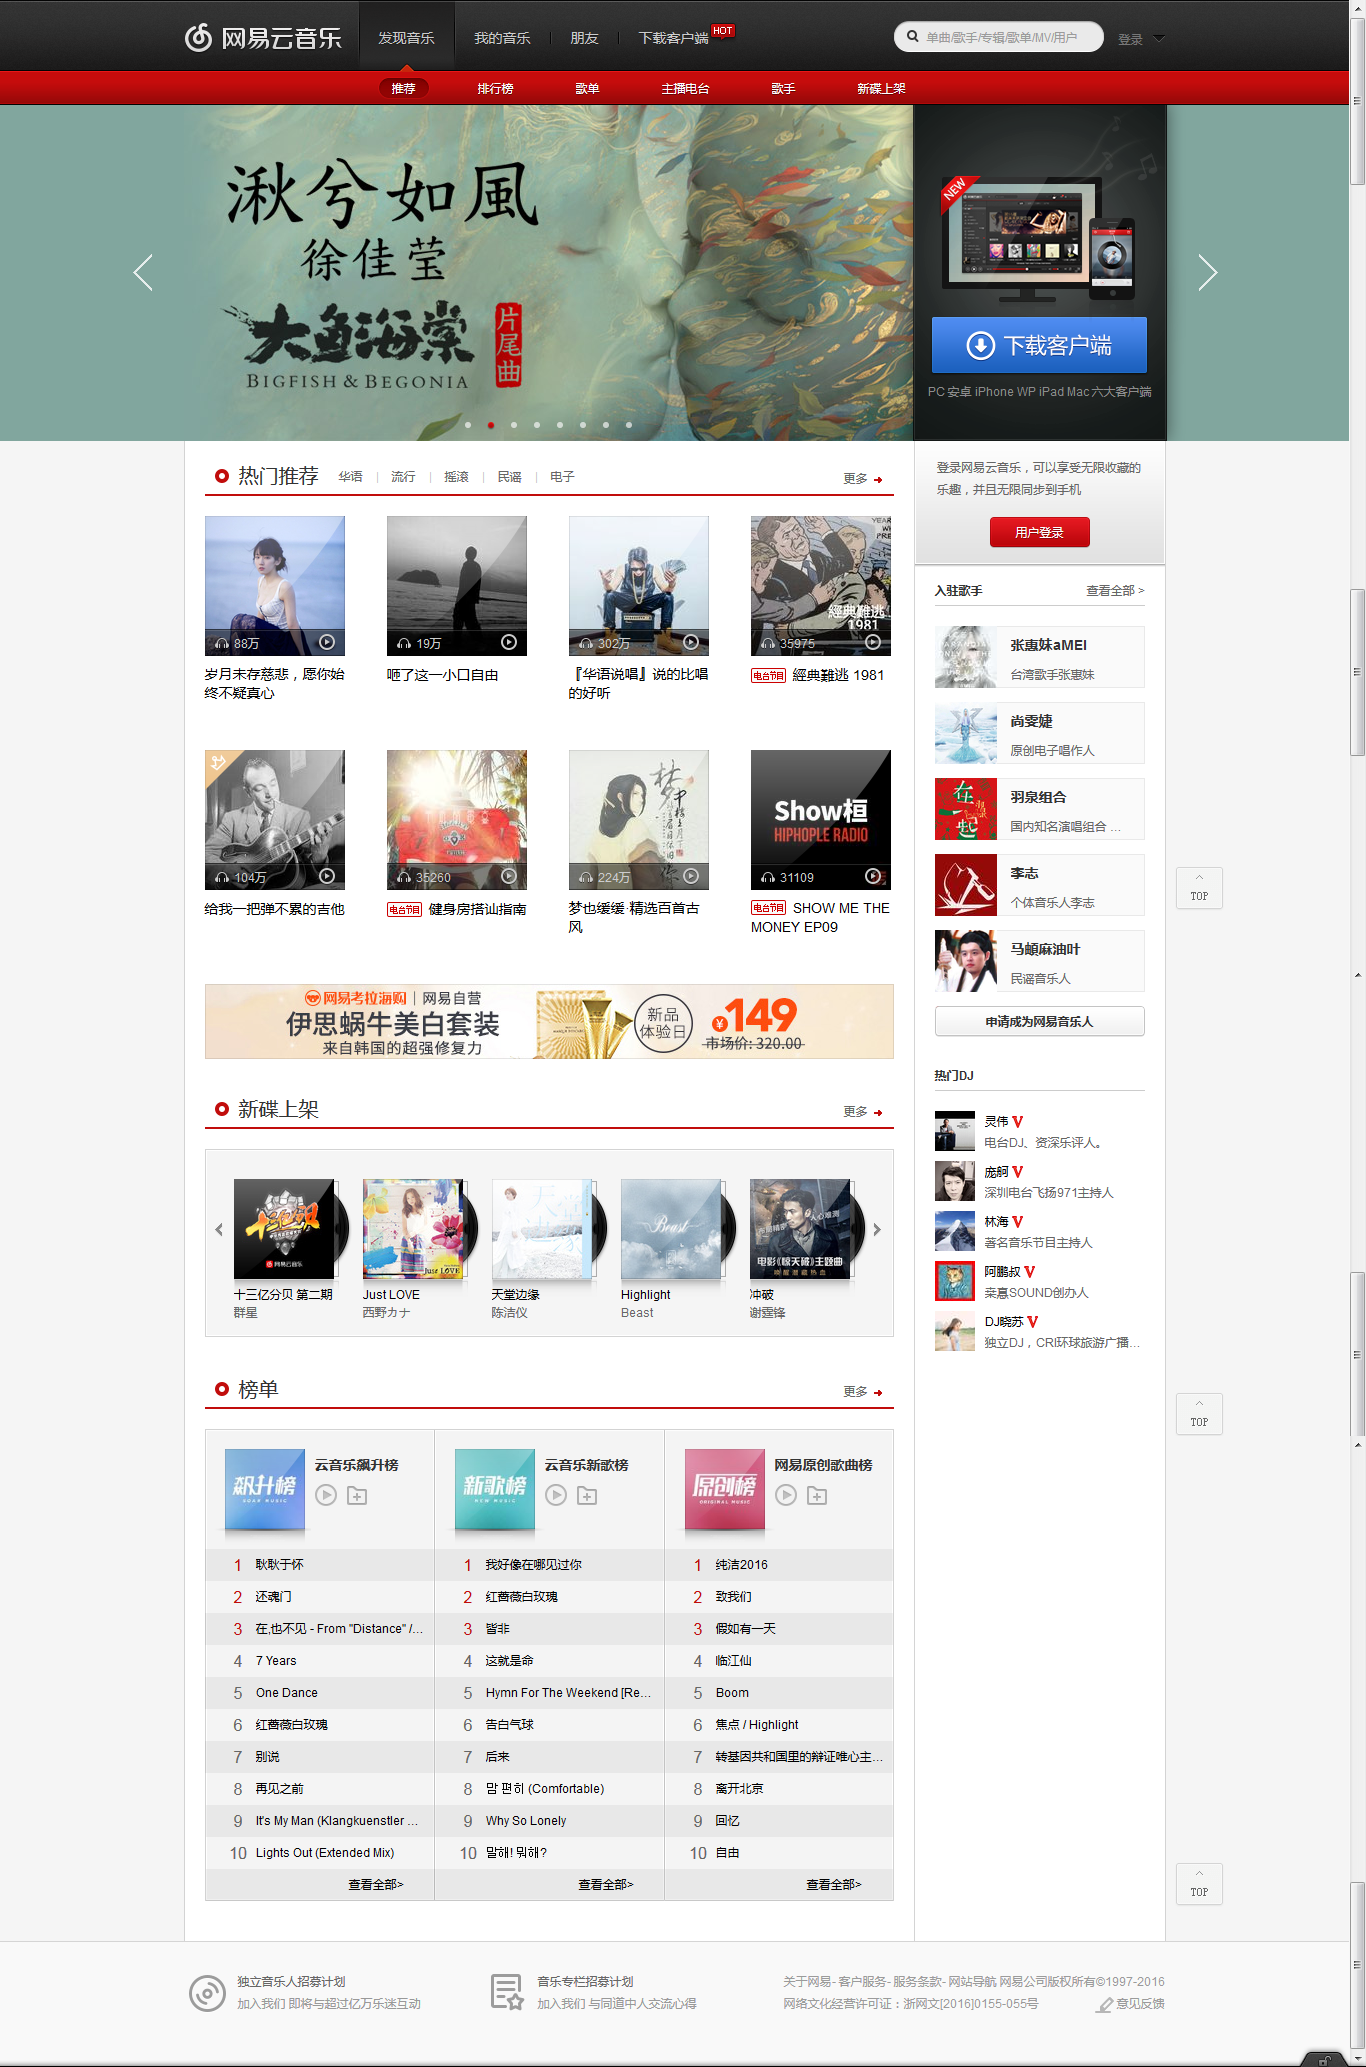 网易云音乐
发现音乐
我的音乐
朋友
下载客户端
HOT
单曲/歌手/专辑/歌单/MV/用户
登录
推荐
排行榜
歌单
主播电台
歌手
新碟上架
湫兮如風
徐佳莹
大鱼海棠
片尾曲
BIGFISH & BEGONIA
NEW
下载客户端
PC 安卓 iPhone WP iPad Mac 六大客户端
热门推荐
华语
流行
摇滚
民谣
电子
更多
登录网易云音乐，可以享受无限收藏的
乐趣，并且无限同步到手机
用户登录
88万
19万
302万
經典難逃
1981
35975
岁月未存慈悲，愿你始
终不疑真心
砸了这一小口自由
『华语说唱』说的比唱
的好听
电台节目 經典難逃 1981
104万
35260
224万
Show桓
HIPHOPLE RADIO
31109
给我一把弹不累的吉他
电台节目 健身房搭讪指南
梦也缓缓·精选百首古
风
电台节目 SHOW ME THE
MONEY EP09
入驻歌手
查看全部 >
张惠妹aMEI
台湾歌手张惠妹
尚雯婕
原创电子唱作人
在一起
羽泉组合
国内知名演唱组合 ...
李志
个体音乐人李志
马頔麻油叶
民谣音乐人
申请成为网易音乐人
TOP
网易考拉海购 | 网易自营
伊思蜗牛美白套装
来自韩国的超强修复力
新品
体验日
¥149
市场价: 320.00
热门DJ
灵伟
电台DJ、资深乐评人。
庞舸
深圳电台飞扬971主持人
林海
著名音乐节目主持人
阿鹏叔
枽熹SOUND创办人
DJ晓苏
独立DJ，CRI环球旅游广播...
新碟上架
更多
网易云音乐
Just LOVE
Beast
电影《惊天破》主题曲
十三亿分贝 第二期
群星
Just LOVE
西野カナ
天堂边缘
陈洁仪
Highlight
Beast
冲破
谢霆锋
榜单
更多
TOP
飙升榜
SOAR MUSIC
云音乐飙升榜
新歌榜
NEW MUSIC
云音乐新歌榜
原创榜
ORIGINAL MUSIC
网易原创歌曲榜
1 耿耿于怀
2 还魂门
3 在,也不见 - From "Distance" /...
4 7 Years
5 One Dance
6 红蔷薇白玫瑰
7 别说
8 再见之前
9 It's My Man (Klangkuenstler ...
10 Lights Out (Extended Mix)
查看全部>
1 我好像在哪见过你
2 红蔷薇白玫瑰
3 皆非
4 这就是命
5 Hymn For The Weekend [Re...
6 告白气球
7 后来
8 맘 편히 (Comfortable)
9 Why So Lonely
10 말해! 뭐해?
查看全部>
1 纯洁2016
2 致我们
3 假如有一天
4 临江仙
5 Boom
6 焦点 / Highlight
7 转基因共和国里的辩证唯心主...
8 离开北京
9 回忆
10 自由
查看全部>
TOP
独立音乐人招募计划
加入我们 即将与超过亿万乐迷互动
音乐专栏招募计划
加入我们 与同道中人交流心得
关于网易- 客户服务- 服务条款- 网站导航 网易公司版权所有©1997-2016
网络文化经营许可证：浙网文[2016]0155-055号
意见反馈